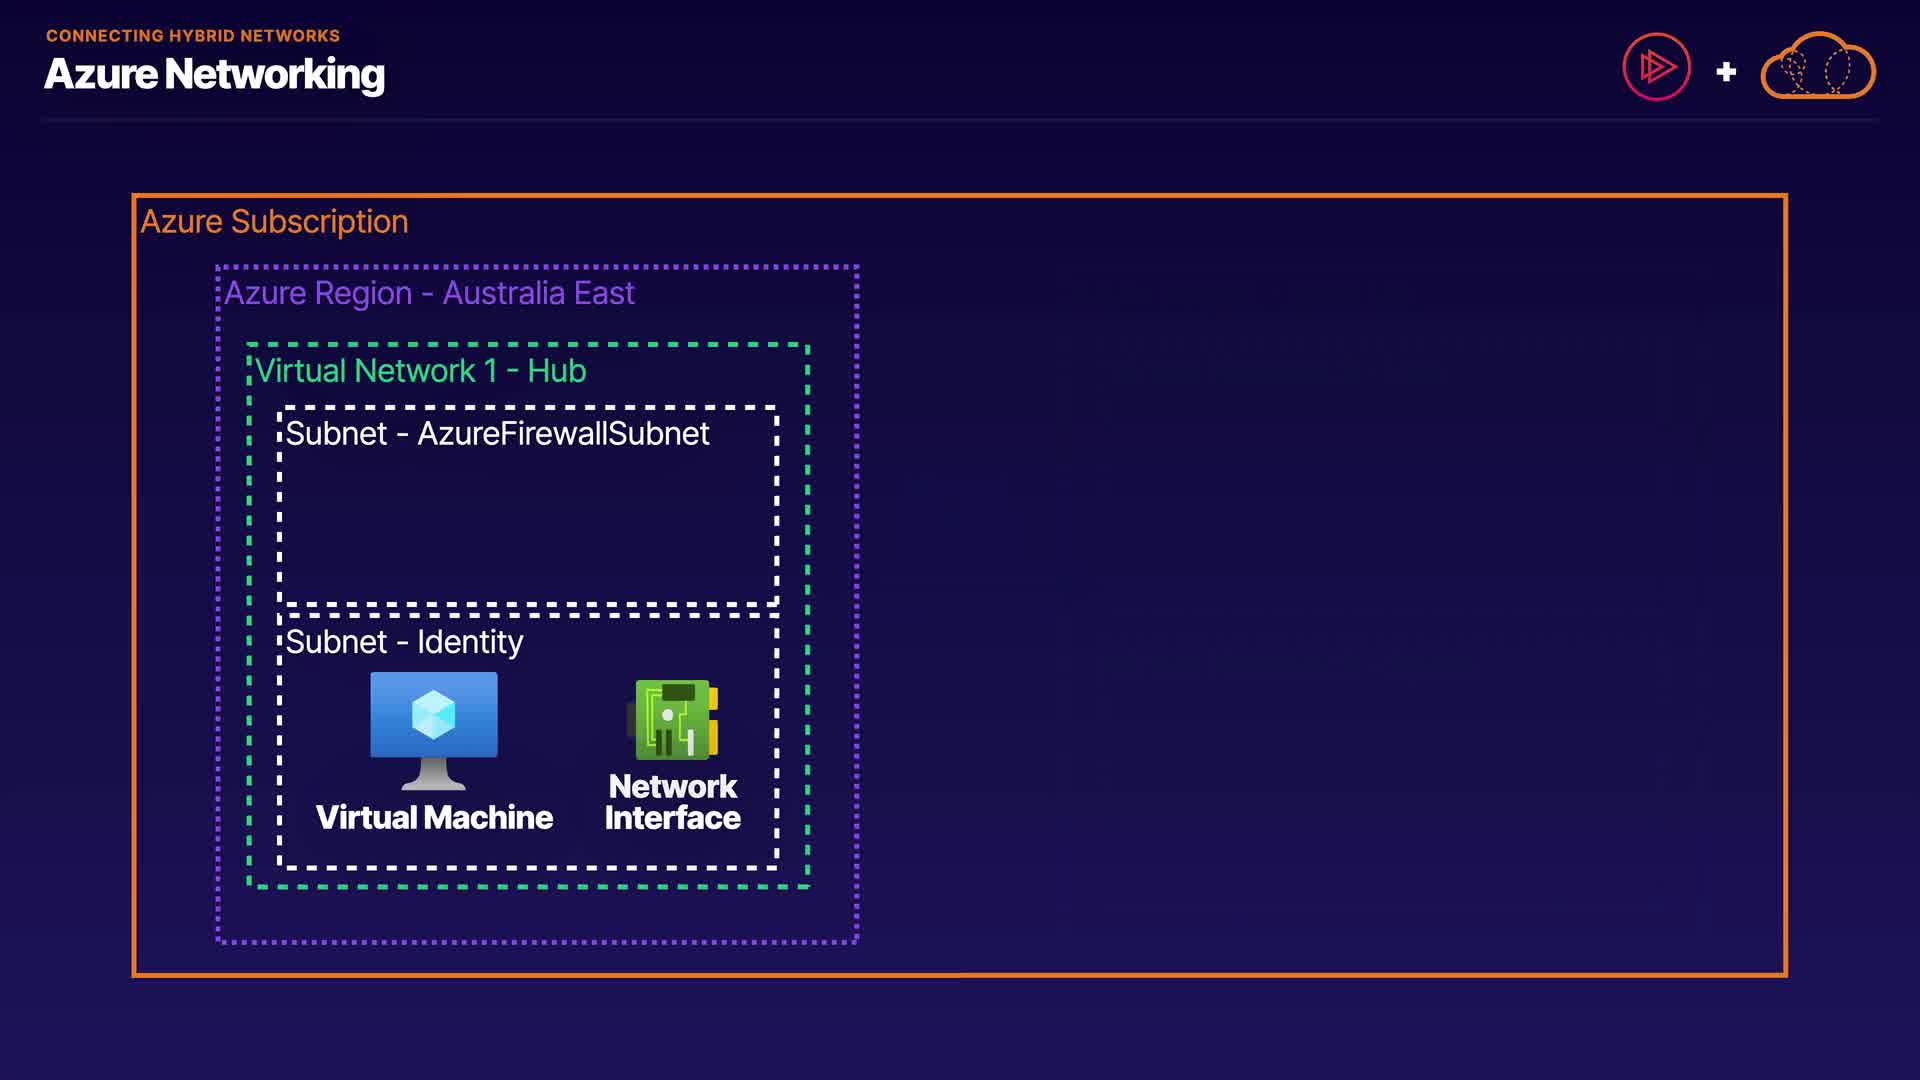 CONNECTING HYBRID NETWORKS
Azure Networking
+
Azure Subscription
Azure Region - Australia East
Virtual Network 1 - Hub
Subnet - AzureFirewallSubnet
Subnet - Identity
Virtual Machine
Network
Interface